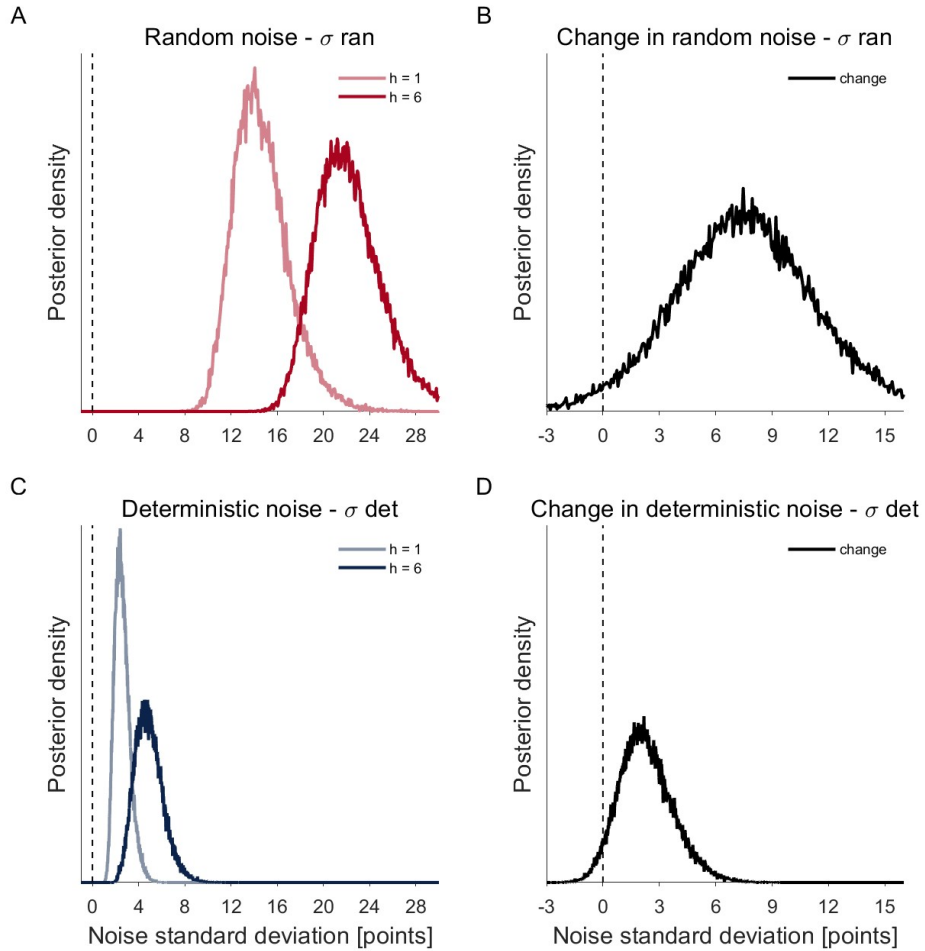 A
Random noise - σ ran
h = 1
h = 6
Posterior density
0 4 8 12 16 20 24 28
B
Change in random noise - σ ran
change
Posterior density
-3 0 3 6 9 12 15
C
Deterministic noise - σ det
h = 1
h = 6
Posterior density
0 4 8 12 16 20 24 28
Noise standard deviation [points]
D
Change in deterministic noise - σ det
change
Posterior density
-3 0 3 6 9 12 15
Noise standard deviation [points]